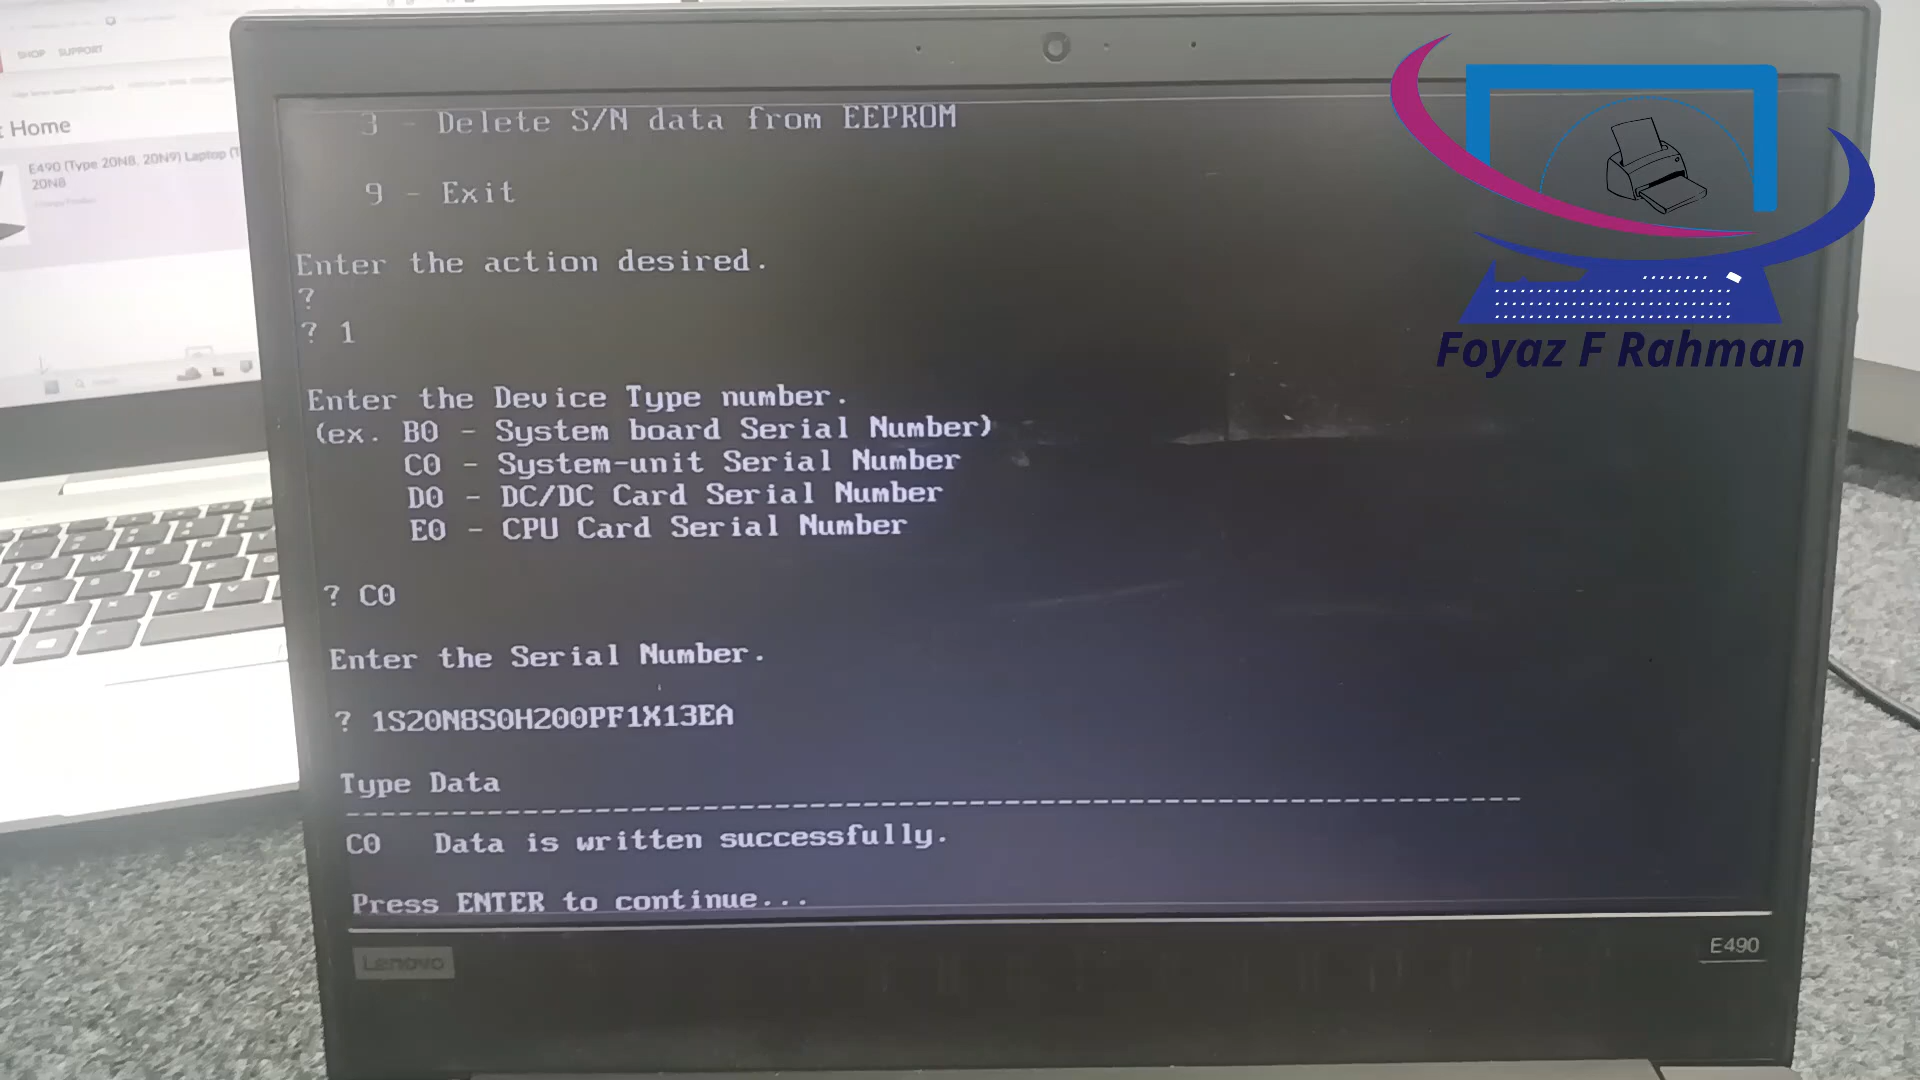 SHOP SUPPORT
t Home
E490 (Type 20N8, 20N9) Laptop (T
20N8
3 - Delete S/N data from EEPROM
9 - Exit
Enter the action desired.
?
? 1
Enter the Device Type number.
(ex. B0 - System board Serial Number)
C0 - System-unit Serial Number
D0 - DC/DC Card Serial Number
E0 - CPU Card Serial Number
? C0
Enter the Serial Number.
? 1S20N8S0H200PF1X13EA
Type Data
--------------------------------------------------------------------------------
C0 Data is written successfully.
Press ENTER to continue...
Lenovo
E490
Foyaz F Rahman